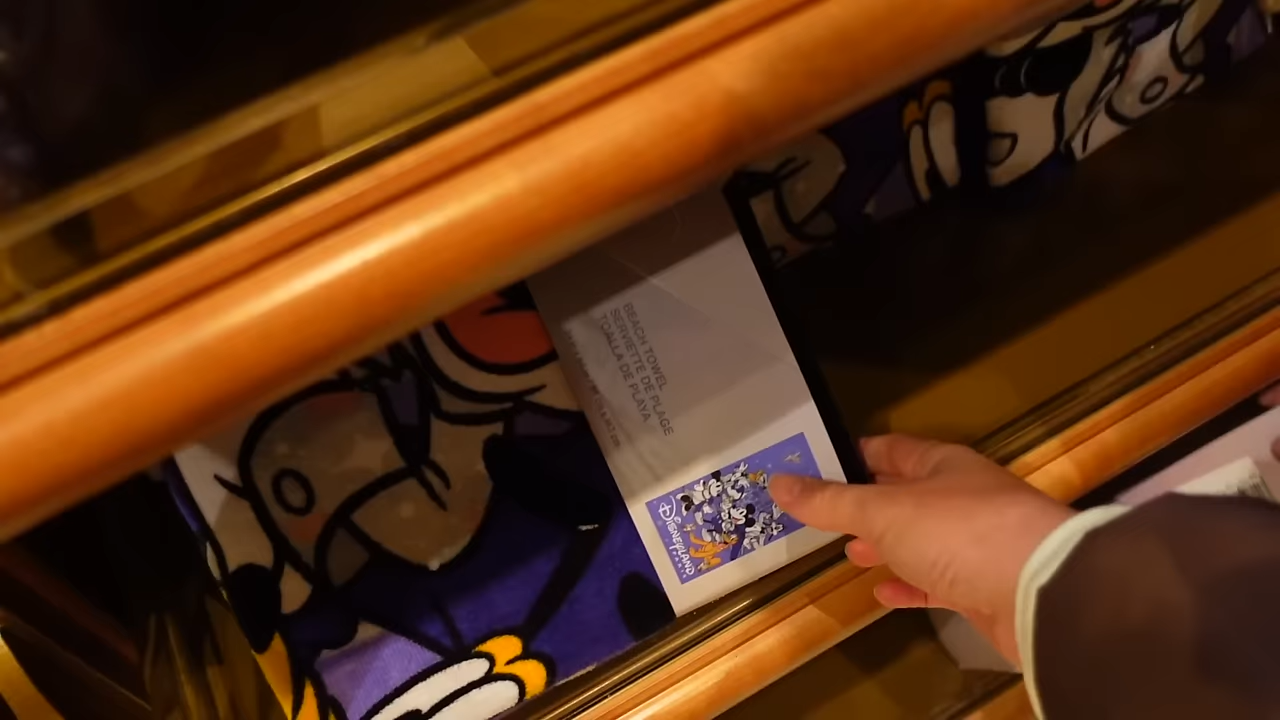 BEACH TOWEL
SERVIETTE DE PLAGE
TOALLA DE PLAYA
DISNEYLAND
PARIS